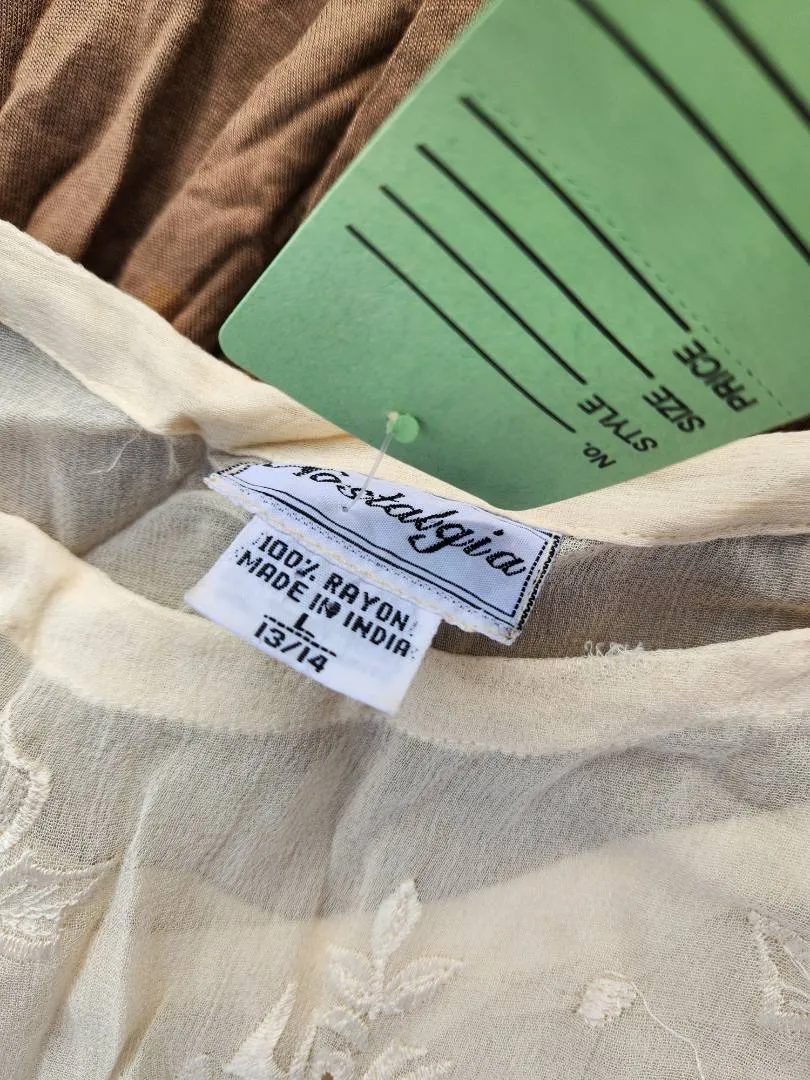 No.
STYLE
SIZE
PRICE
Nostalgia
100% RAYON
MADE IN INDIA
L
13/14